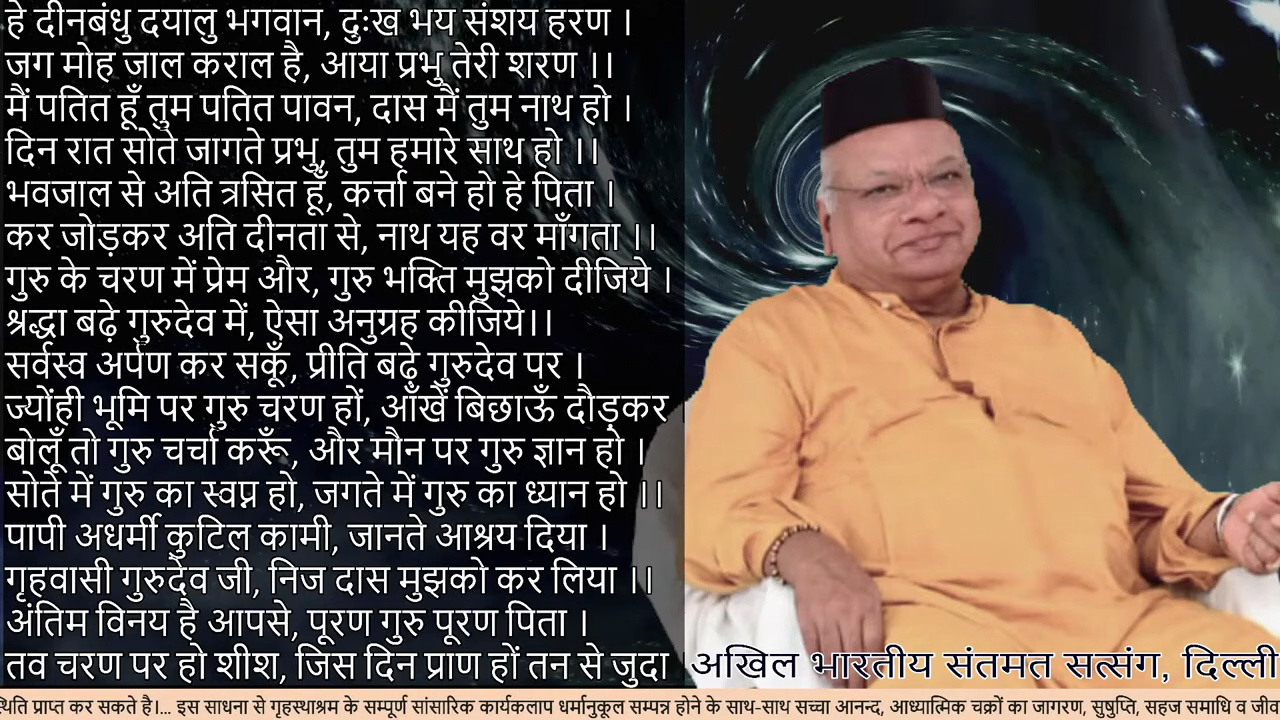 हे दीनबंधु दयालु भगवान, दुःख भय संशय हरण ।
जग मोह जाल कराल है, आया प्रभु तेरी शरण ।।
मैं पतित हूँ तुम पतित पावन, दास मैं तुम नाथ हो ।
दिन रात सोते जागते प्रभु, तुम हमारे साथ हो ।।
भवजाल से अति त्रसित हूँ, कर्त्ता बने हो हे पिता ।
कर जोड़कर अति दीनता से, नाथ यह वर माँगता ।।
गुरु के चरण में प्रेम और, गुरु भक्ति मुझको दीजिये ।
श्रद्धा बढ़े गुरुदेव में, ऐसा अनुग्रह कीजिये।।
सर्वस्व अर्पण कर सकूँ, प्रीति बढ़े गुरुदेव पर ।
ज्योंही भूमि पर गुरु चरण हों, आँखें बिछाऊँ दौड़कर
बोलूँ तो गुरु चर्चा करूँ, और मौन पर गुरु ज्ञान हो ।
सोते में गुरु का स्वप्न हो, जगते में गुरु का ध्यान हो ।।
पापी अधर्मी कुटिल कामी, जानते आश्रय दिया ।
गृहवासी गुरुदेव जी, निज दास मुझको कर लिया ।।
अंतिम विनय है आपसे, पूरण गुरु पूरण पिता ।
तव चरण पर हो शीश, जिस दिन प्राण हों तन से जुदा
अखिल भारतीय संतमत सत्संग, दिल्ली
प्राप्त कर सकते है।... इस साधना से गृहस्थाश्रम के सम्पूर्ण सांसारिक कार्यकलाप धर्मानुकूल सम्पन्न होने के साथ-साथ सच्चा आनन्द, आध्यात्मिक चक्रों का जागरण, सुषुप्ति, सहज समाधि व